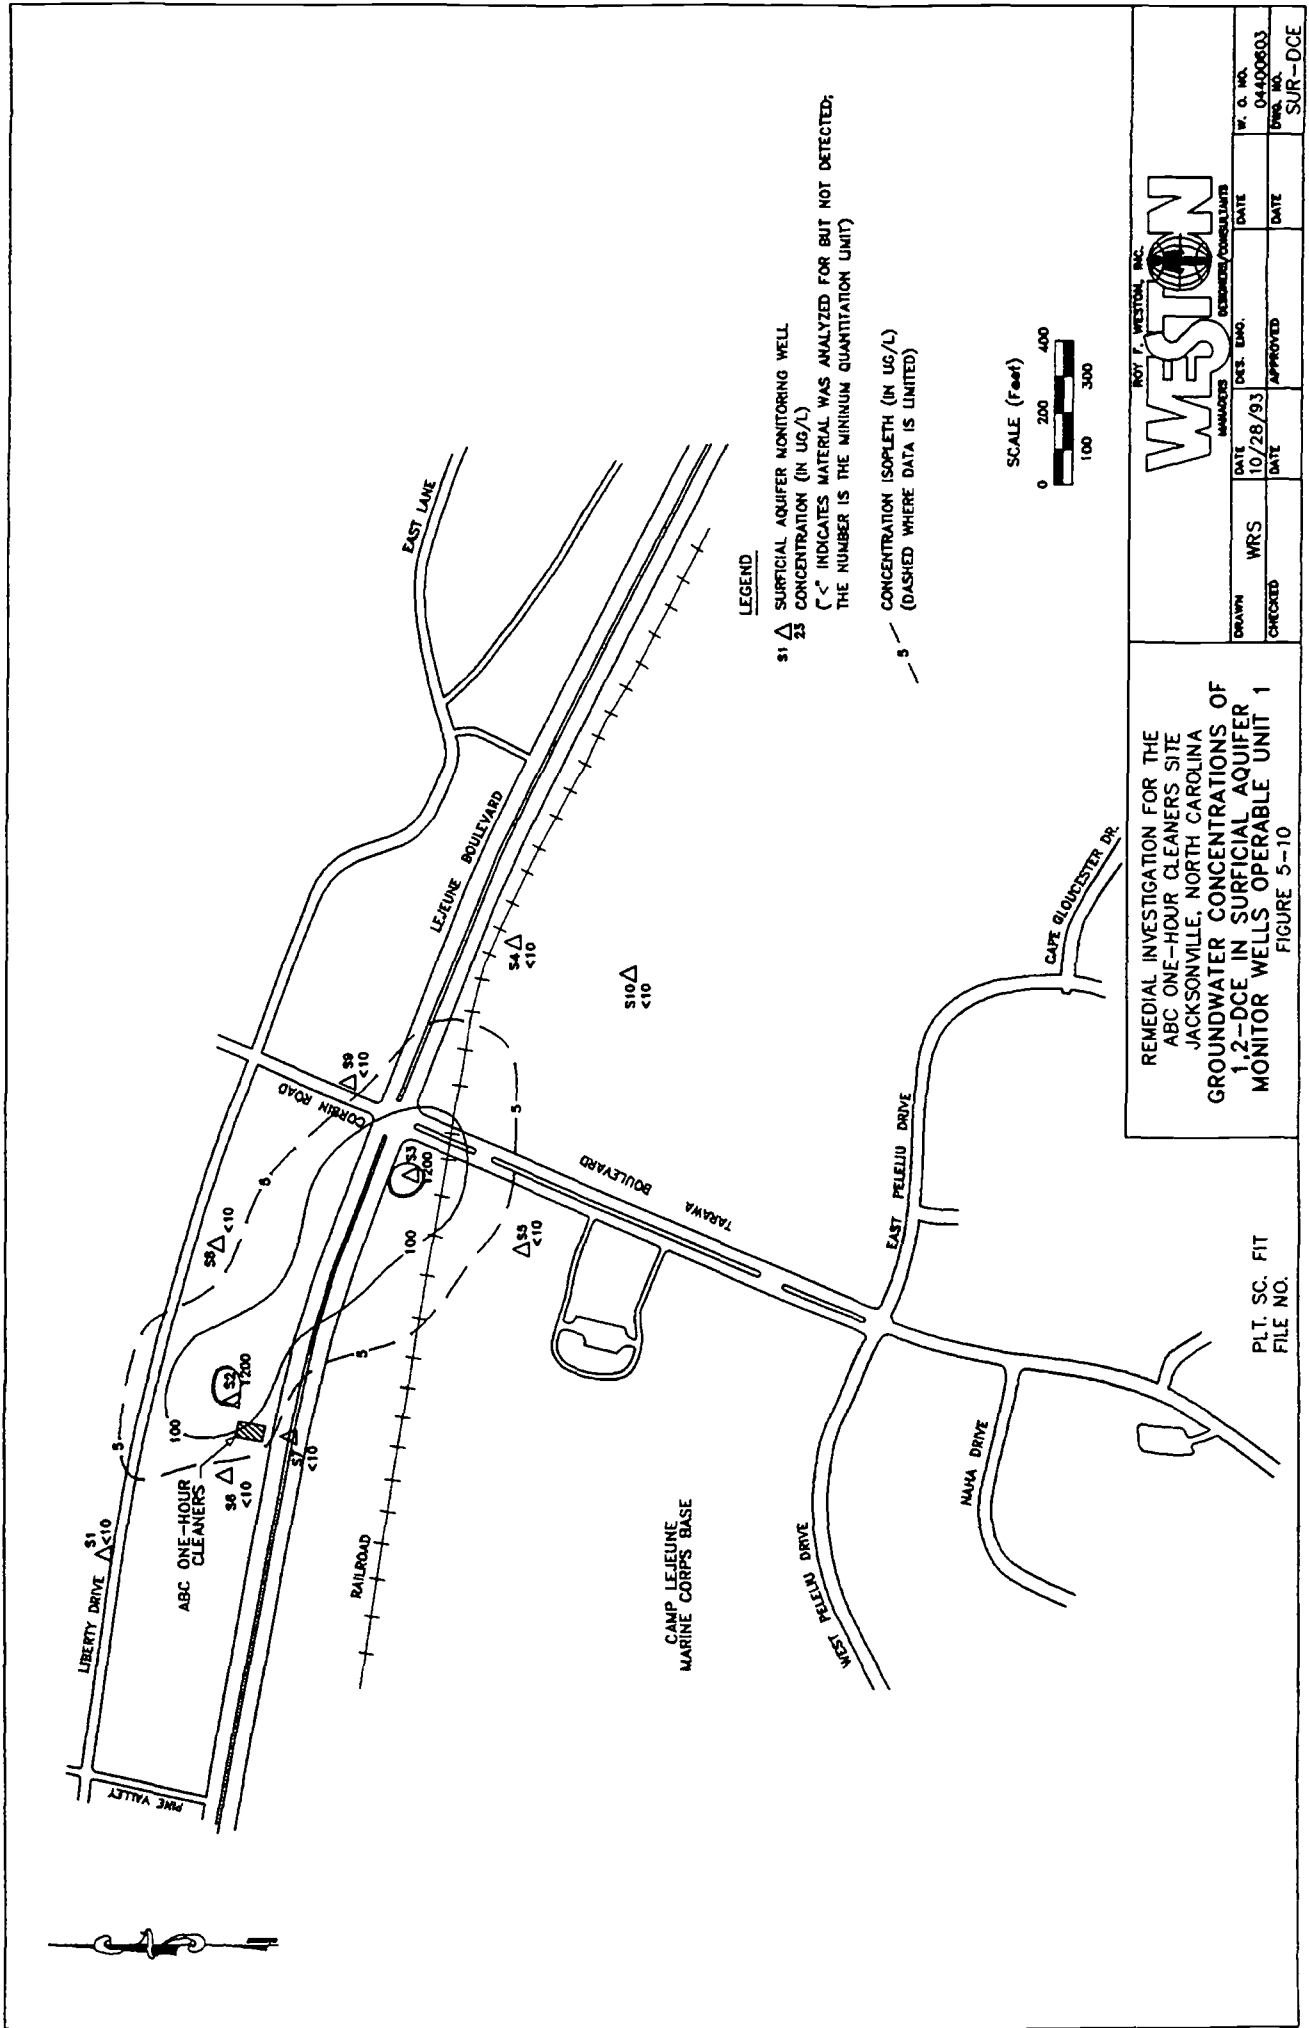 LIBERTY DRIVE
S1
<10
ABC ONE-HOUR
CLEANERS
5
100
S6
<10
S2
1200
S7
<10
S8
<10
5
CORBIN ROAD
S9
<10
EAST LANE
LEJEUNE BOULEVARD
PINE VALLEY
RAILROAD
5
100
S3
1200
5
S4
<10
S5
<10
S10
<10
TARAWA
BOULEVARD
CAMP LEJEUNE
MARINE CORPS BASE
WEST PELELIU DRIVE
EAST PELELIU DRIVE
NAHA DRIVE
CAPE GLOUCESTER DR.
LEGEND
S1
23
SURFICIAL AQUIFER MONITORING WELL
CONCENTRATION (IN UG/L)
("<" INDICATES MATERIAL WAS ANALYZED FOR BUT NOT DETECTED;
THE NUMBER IS THE MINIMUM QUANTITATION LIMIT)
5
CONCENTRATION ISOPLETH (IN UG/L)
(DASHED WHERE DATA IS LIMITED)
SCALE (Feet)
0 200 400
100 300
PLT. SC. FIT
FILE NO.
REMEDIAL INVESTIGATION FOR THE
ABC ONE-HOUR CLEANERS SITE
JACKSONVILLE, NORTH CAROLINA
GROUNDWATER CONCENTRATIONS OF
1,2-DCE IN SURFICIAL AQUIFER
MONITOR WELLS OPERABLE UNIT 1
FIGURE 5-10
ROY F. WESTON, INC.
WESTON
MANAGERS DESIGNERS/CONSULTANTS
DRAWN WRS
DATE 10/28/93
DES. ENG.
DATE
W. O. NO. 04400603
CHECKED
DATE
APPROVED
DATE
DWG. NO. SUR-DCE